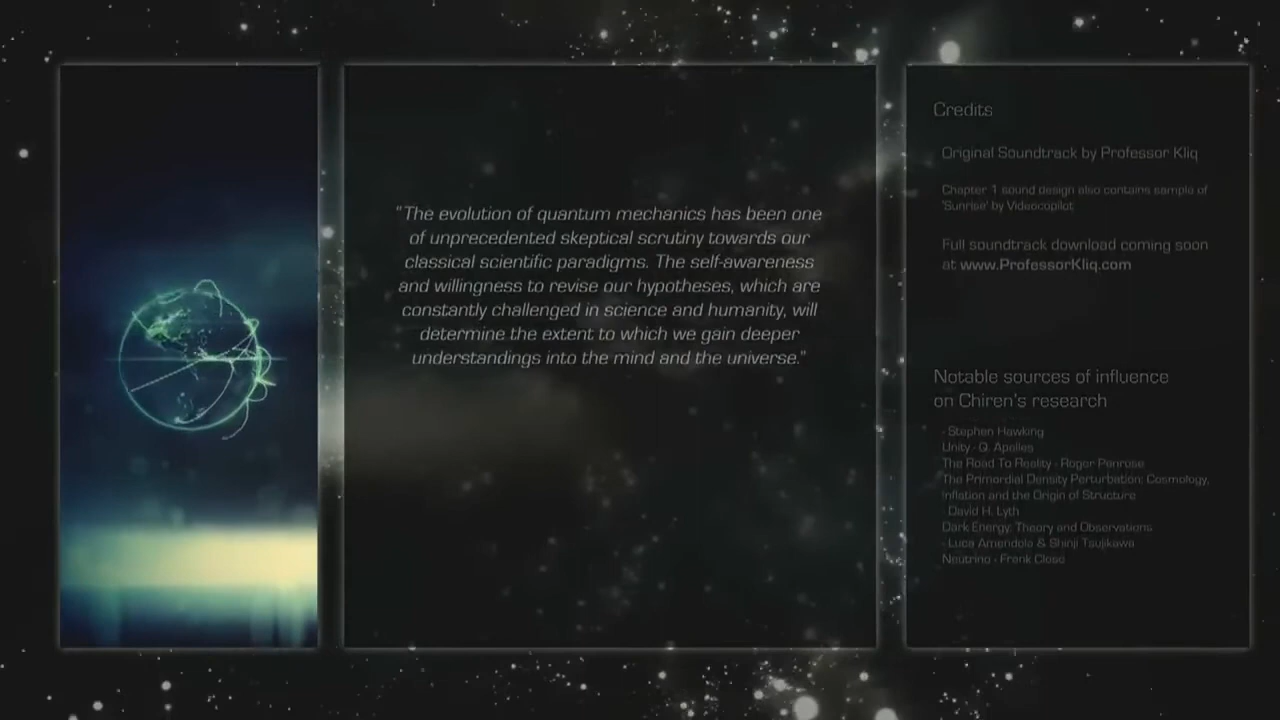 "The evolution of quantum mechanics has been one
of unprecedented skeptical scrutiny towards our
classical scientific paradigms. The self-awareness
and willingness to revise our hypotheses, which are
constantly challenged in science and humanity, will
determine the extent to which we gain deeper
understandings into the mind and the universe."
Credits
Original Soundtrack by Professor Kliq
Chapter 1 sound design also contains sample of
'Sunrise' by Videocopilot
Full soundtrack download coming soon
at www.ProfessorKliq.com
Notable sources of influence
on Chiren's research
- Stephen Hawking
Unity - Q. Apelles
The Road To Reality - Roger Penrose
The Primordial Density Perturbation: Cosmology,
Inflation and the Origin of Structure
- David H. Lyth
Dark Energy: Theory and Observations
- Luca Amendola & Shinji Tsujikawa
Neutrino - Frank Close